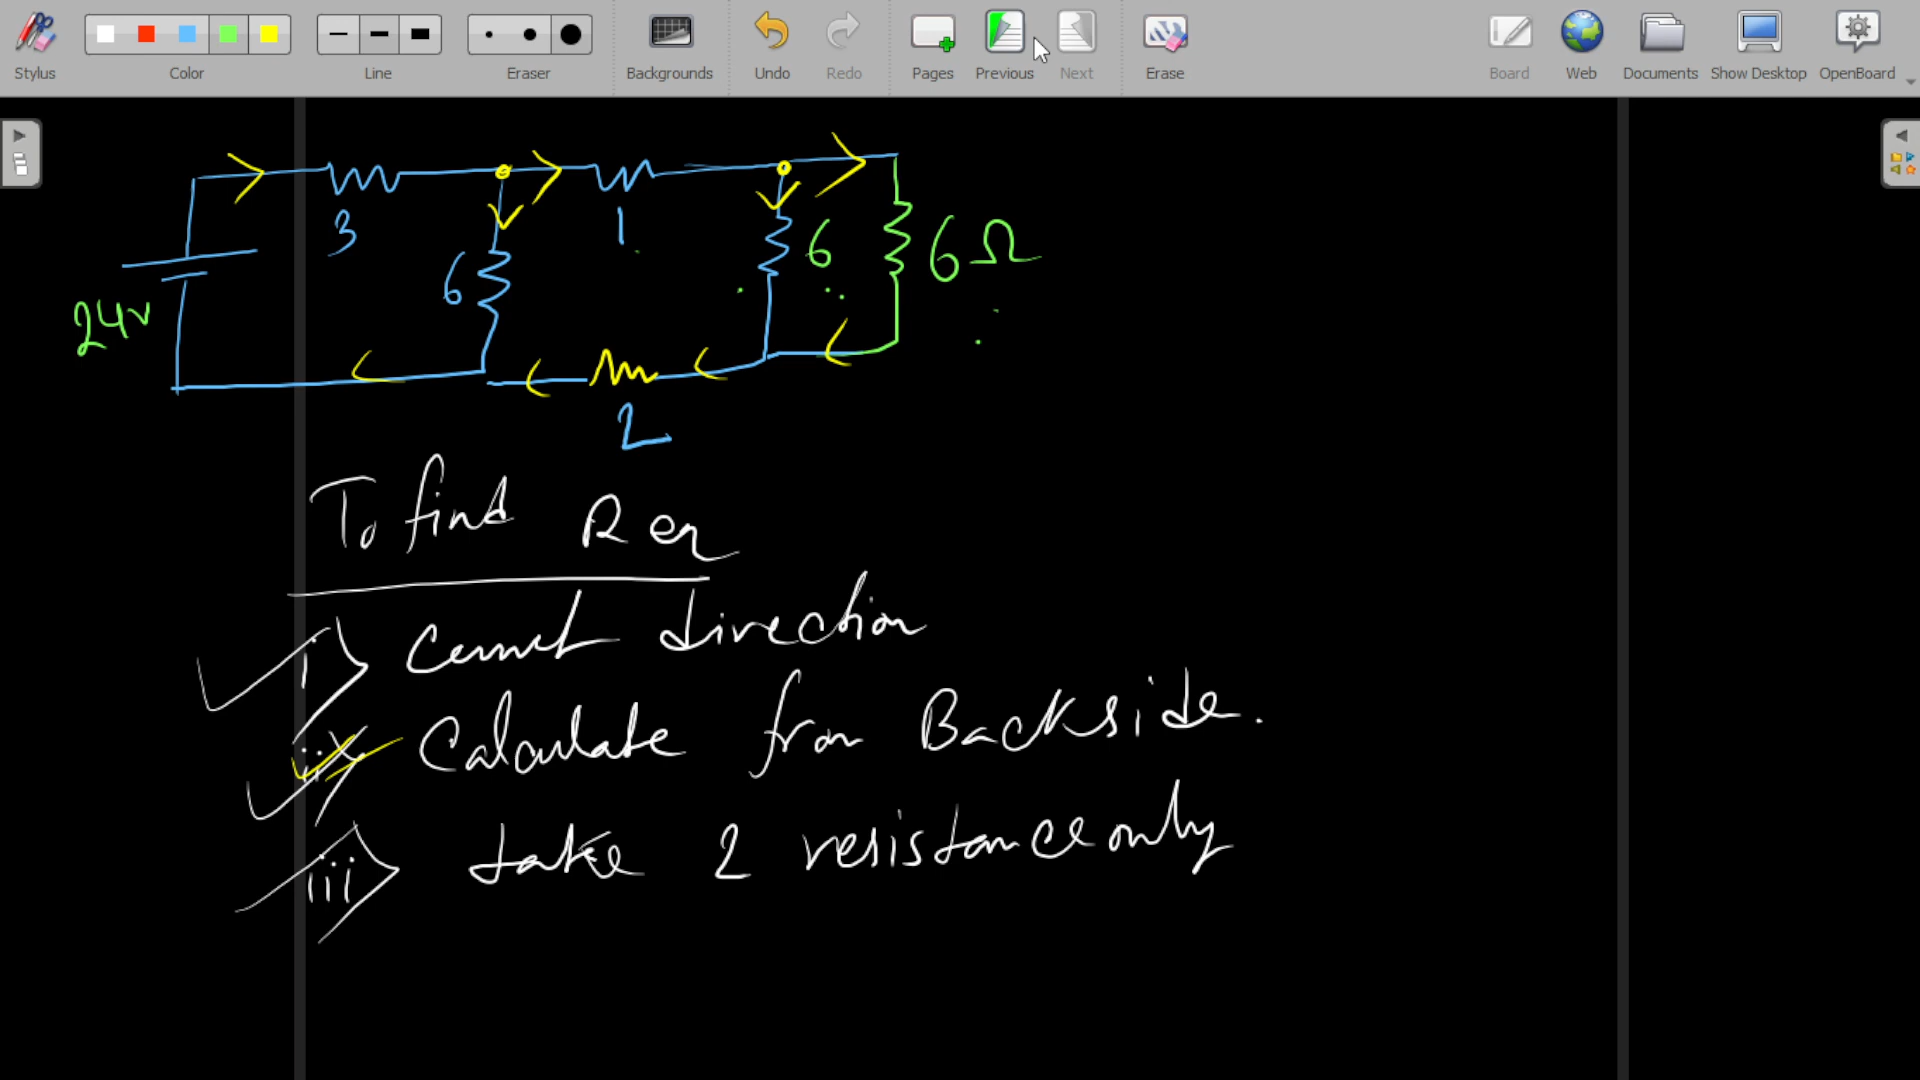 Stylus Color Line Eraser Backgrounds Undo Redo Pages Previous Next Erase Board Web Documents Show Desktop OpenBoard
3 1 6 6 6Ω
24v
2
To find Req
i) Current direction
ii) Calculate from Backside.
iii) take 2 resistance only